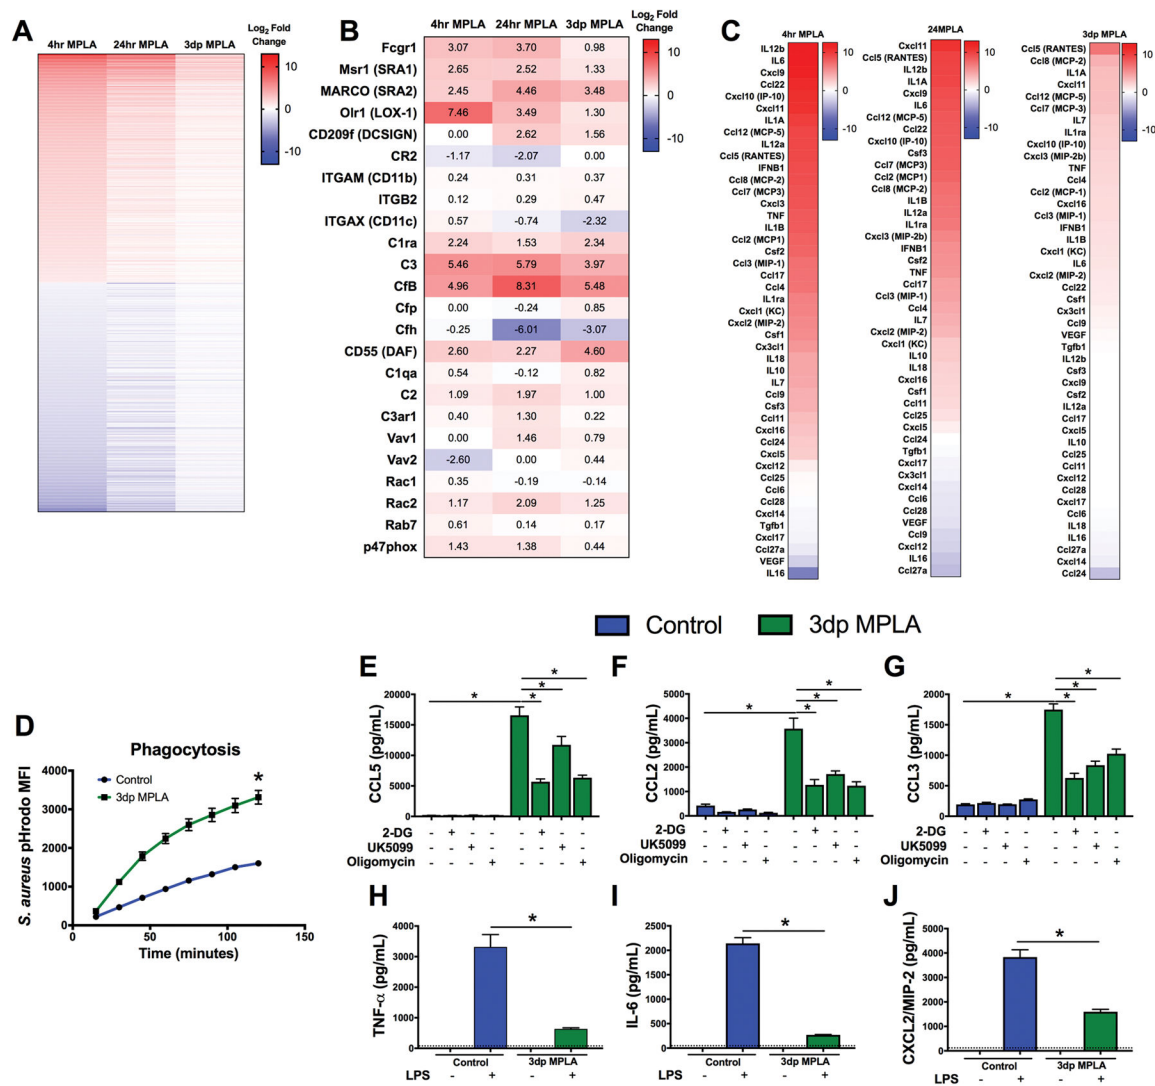 A
4hr MPLA 24hr MPLA 3dp MPLA
Log2 Fold
Change
10
0
-10
B
4hr MPLA 24hr MPLA 3dp MPLA
Log2 Fold
Change
10
0
-10
Fcgr1 3.07 3.70 0.98
Msr1 (SRA1) 2.65 2.52 1.33
MARCO (SRA2) 2.45 4.46 3.48
Olr1 (LOX-1) 7.46 3.49 1.30
CD209f (DCSIGN) 0.00 2.62 1.56
CR2 -1.17 -2.07 0.00
ITGAM (CD11b) 0.24 0.31 0.37
ITGB2 0.12 0.29 0.47
ITGAX (CD11c) 0.57 -0.74 -2.32
C1ra 2.24 1.53 2.34
C3 5.46 5.79 3.97
CfB 4.96 8.31 5.48
Cfp 0.00 -0.24 0.85
Cfh -0.25 -6.01 -3.07
CD55 (DAF) 2.60 2.27 4.60
C1qa 0.54 -0.12 0.82
C2 1.09 1.97 1.00
C3ar1 0.40 1.30 0.22
Vav1 0.00 1.46 0.79
Vav2 -2.60 0.00 0.44
Rac1 0.35 -0.19 -0.14
Rac2 1.17 2.09 1.25
Rab7 0.61 0.14 0.17
p47phox 1.43 1.38 0.44
C
4hr MPLA
10
0
-10
IL12b
IL6
Cxcl9
Ccl22
Cxcl10 (IP-10)
Cxcl11
IL1A
Ccl12 (MCP-5)
IL12a
Ccl5 (RANTES)
IFNB1
Ccl8 (MCP-2)
Ccl7 (MCP3)
Cxcl3
TNF
IL1B
Ccl2 (MCP1)
Csf2
Ccl3 (MIP-1)
Ccl17
Ccl4
IL1ra
Cxcl1 (KC)
Cxcl2 (MIP-2)
Csf1
Cx3cl1
IL18
IL10
IL7
Ccl9
Csf3
Ccl11
Cxcl16
Ccl24
Cxcl5
Cxcl12
Ccl25
Ccl6
Ccl28
Cxcl14
Tgfb1
Cxcl17
Ccl27a
VEGF
IL16
24MPLA
10
0
-10
Cxcl11
Ccl5 (RANTES)
IL12b
IL1A
Cxcl9
IL6
Ccl12 (MCP-5)
Ccl22
Cxcl10 (IP-10)
Csf3
Ccl7 (MCP3)
Ccl2 (MCP1)
Ccl8 (MCP-2)
IL1B
IL12a
IL1ra
Cxcl3 (MIP-2b)
IFNB1
Csf2
TNF
Ccl17
Ccl3 (MIP-1)
Ccl4
IL7
Cxcl2 (MIP-2)
Cxcl1 (KC)
IL10
IL18
Cxcl16
Csf1
Ccl11
Ccl25
Cxcl5
Ccl24
Tgfb1
Cxcl17
Cx3cl1
Cxcl14
Ccl6
Ccl28
VEGF
Ccl9
Cxcl12
IL16
Ccl27a
3dp MPLA
10
0
-10
Ccl5 (RANTES)
Ccl8 (MCP-2)
IL1A
Cxcl11
Ccl12 (MCP-5)
Ccl7 (MCP-3)
IL7
IL1ra
Cxcl10 (IP-10)
Cxcl3 (MIP-2b)
TNF
Ccl4
Ccl2 (MCP-1)
Cxcl16
Ccl3 (MIP-1)
IFNB1
IL1B
Cxcl1 (KC)
IL6
Cxcl2 (MIP-2)
Ccl22
Csf1
Cx3cl1
Ccl9
VEGF
Tgfb1
IL12b
Csf3
Cxcl9
Csf2
IL12a
Ccl17
Cxcl5
IL10
Ccl25
Ccl11
Cxcl12
Ccl28
Cxcl17
Ccl6
IL18
IL16
Ccl27a
Cxcl14
Ccl24
Control 3dp MPLA
D
Phagocytosis
Control
3dp MPLA
*
S. aureus pHrodo MFI
4000
3000
2000
1000
0
0 50 100 150
Time (minutes)
E
CCL5 (pg/mL)
20000
15000
10000
5000
0
* * * *
2-DG - + - - - + - -
UK5099 - - + - - - + -
Oligomycin - - - + - - - +
F
CCL2 (pg/mL)
5000
4000
3000
2000
1000
0
* * * *
2-DG - + - - - + - -
UK5099 - - + - - - + -
Oligomycin - - - + - - - +
G
CCL3 (pg/mL)
2000
1500
1000
500
0
* * * *
2-DG - + - - - + - -
UK5099 - - + - - - + -
Oligomycin - - - + - - - +
H
TNF-α (pg/mL)
4000
3000
2000
1000
0
*
Control 3dp MPLA
LPS - + - +
I
IL-6 (pg/mL)
2500
2000
1500
1000
500
0
*
Control 3dp MPLA
LPS - + - +
J
CXCL2/MIP-2 (pg/mL)
5000
4000
3000
2000
1000
0
*
Control 3dp MPLA
LPS - + - +